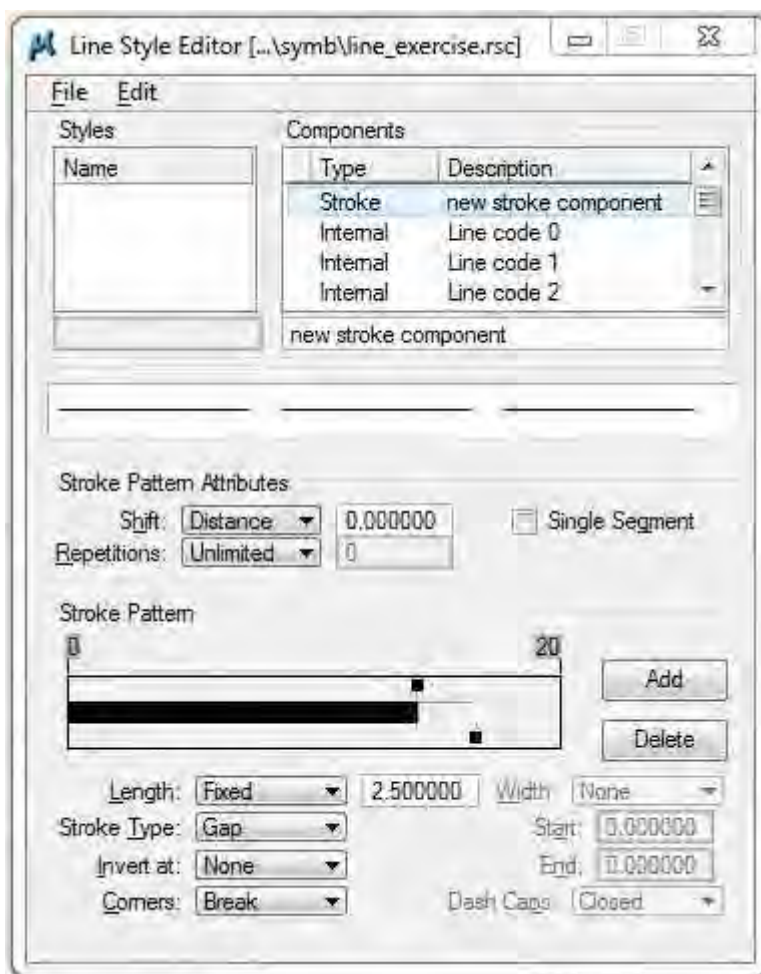 Line Style Editor [...\symb\line_exercise.rsc]
File Edit
Styles Components
Name Type Description
Stroke new stroke component
Internal Line code 0
Internal Line code 1
Internal Line code 2
new stroke component
Stroke Pattern Attributes
Shift: Distance 0.000000 Single Segment
Repetitions: Unlimited 0
Stroke Pattern
0 20
Add
Delete
Length: Fixed 2.500000 Width None
Stroke Type: Gap Start: 0.000000
Invert at: None End: 0.000000
Corners: Break Dash Caps Closed